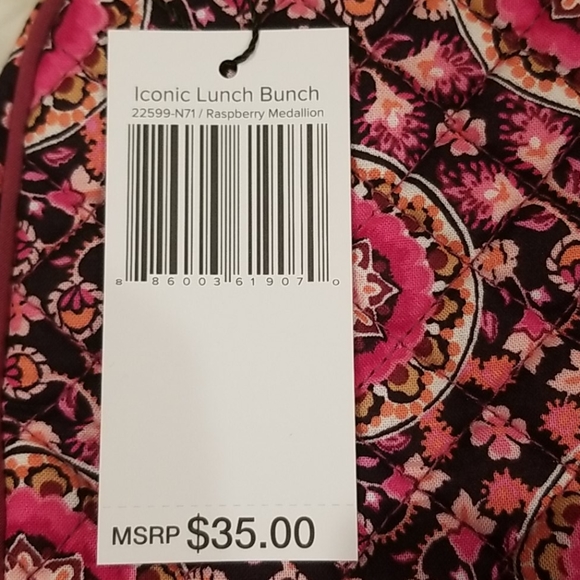 Iconic Lunch Bunch
22599-N71 / Raspberry Medallion
8 86003 61907 0
MSRP $35.00